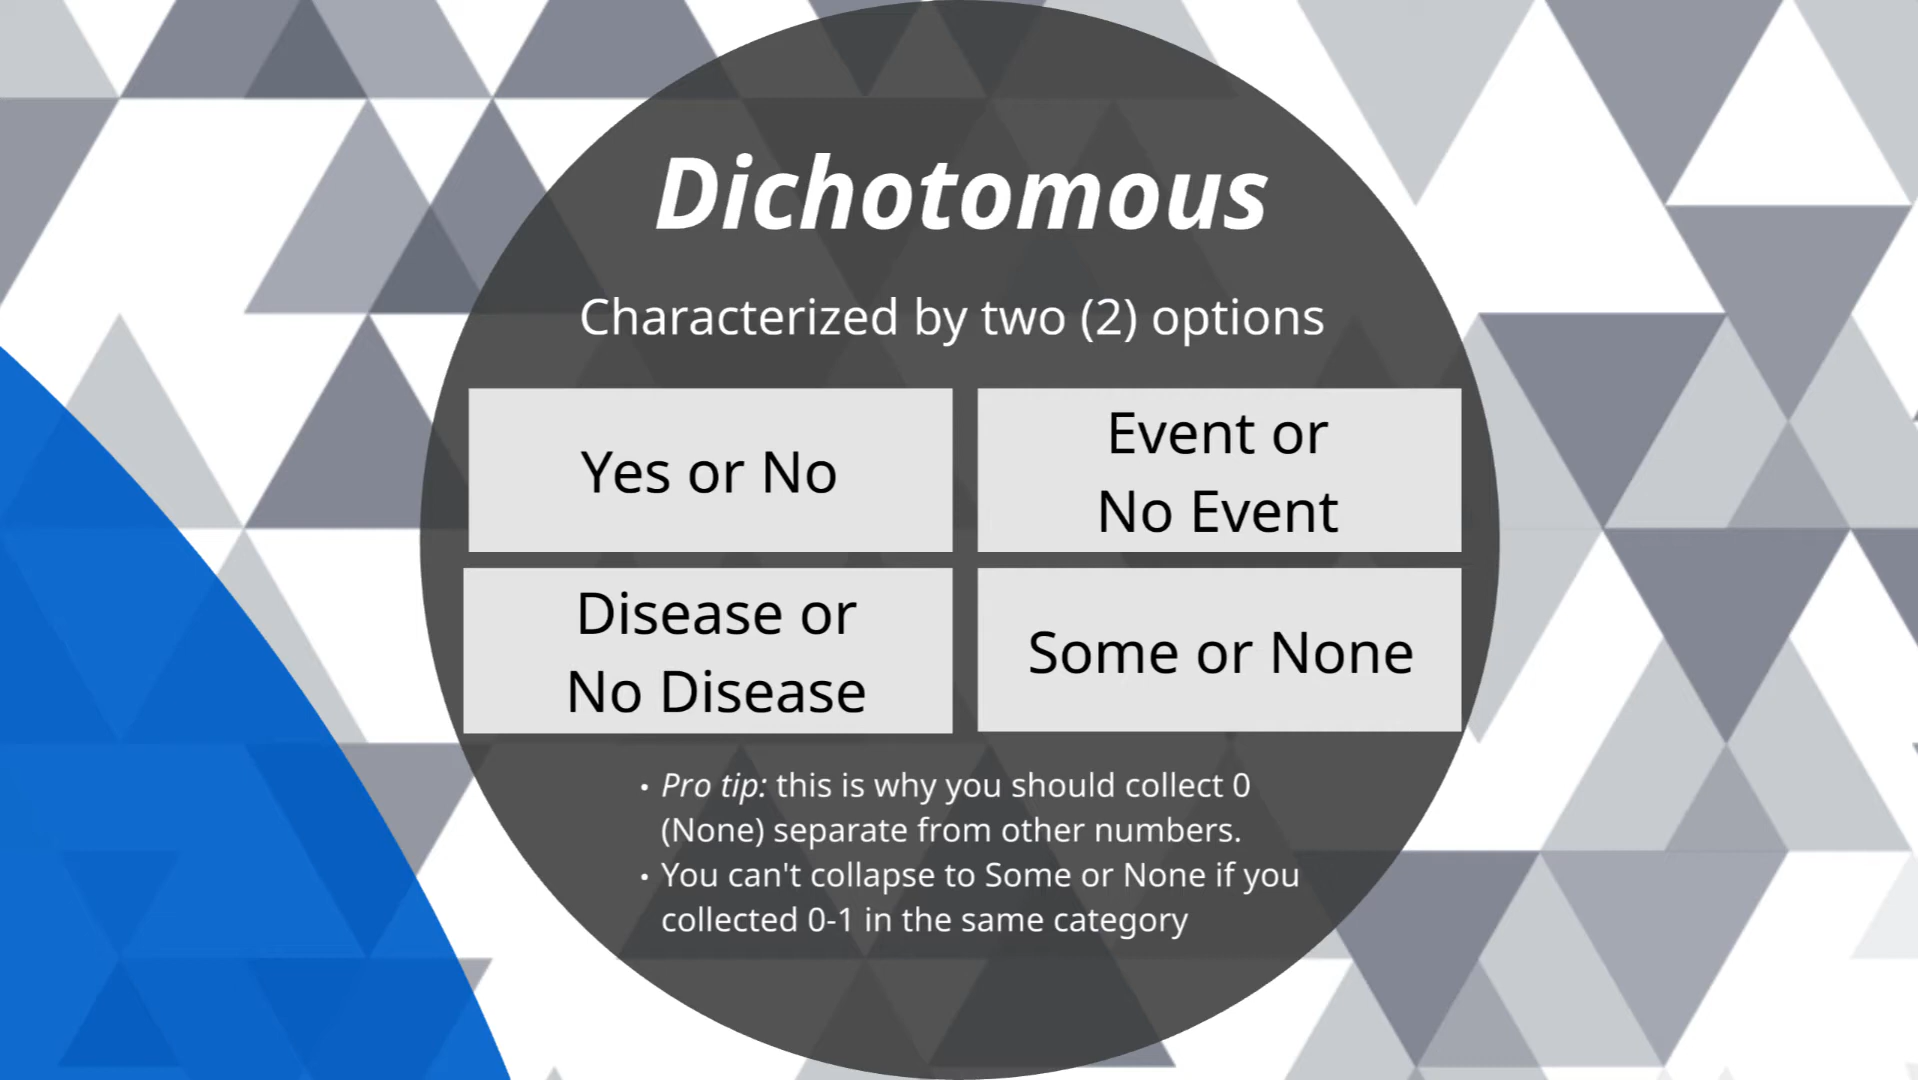 Dichotomous
Characterized by two (2) options
Yes or No
Event or
No Event
Disease or
No Disease
Some or None
• Pro tip: this is why you should collect 0
(None) separate from other numbers.
• You can't collapse to Some or None if you
collected 0-1 in the same category